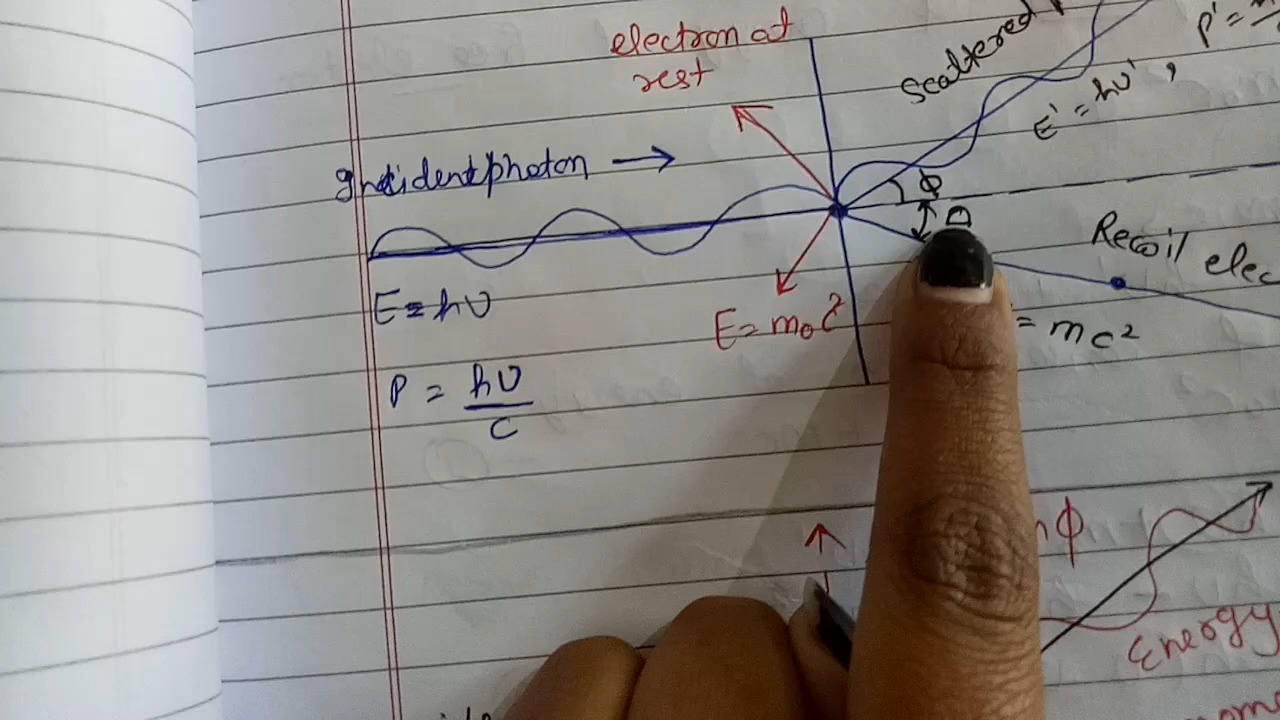 electron at
rest
Scattered
P' =
E' = hυ' ,
Incident photon →
ϕ
θ
Recoil elec
E = hυ
E = m₀c²
= mc²
P = hυ
c
ϕ
Energy